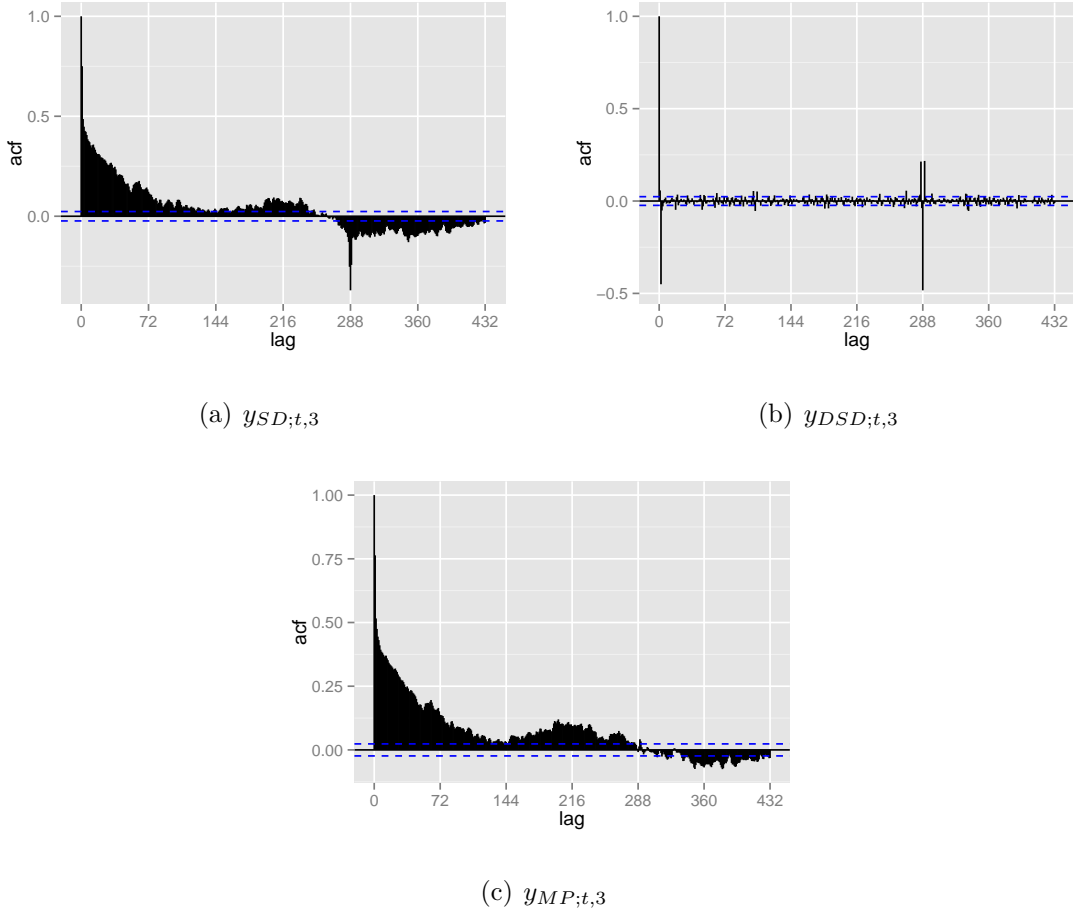 1.0
0.5
0.0
acf
0 72 144 216 288 360 432
lag
(a) y_{SD;t,3}
1.0
0.5
0.0
−0.5
acf
0 72 144 216 288 360 432
lag
(b) y_{DSD;t,3}
1.00
0.75
0.50
0.25
0.00
acf
0 72 144 216 288 360 432
lag
(c) y_{MP;t,3}